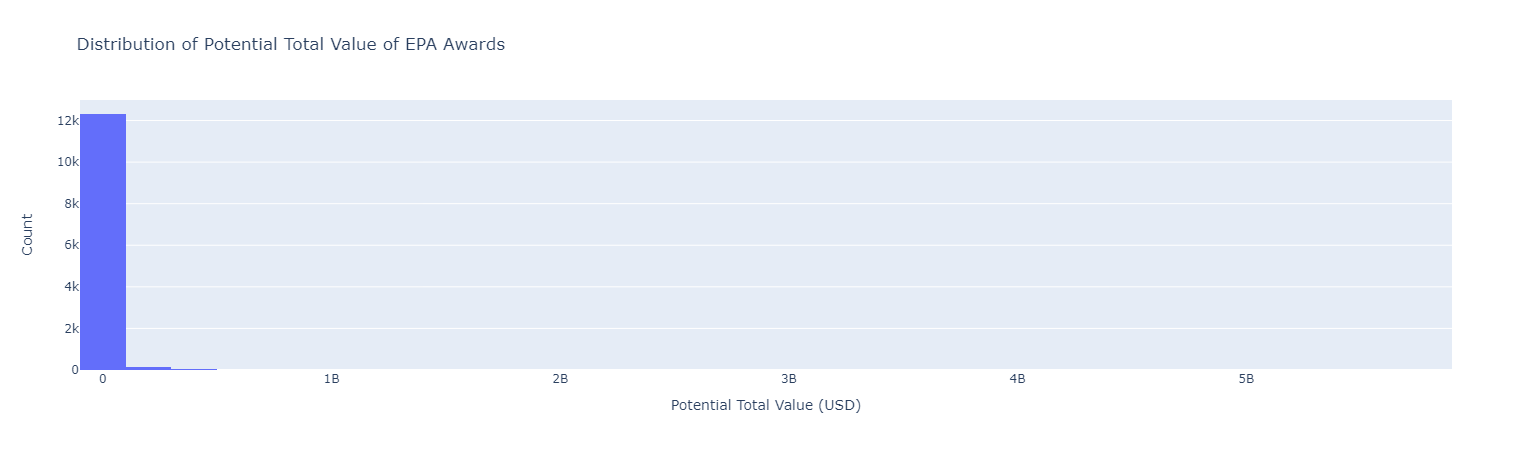 Distribution of Potential Total Value of EPA Awards
12k
10k
8k
6k
4k
2k
0
Count
0 1B 2B 3B 4B 5B
Potential Total Value (USD)